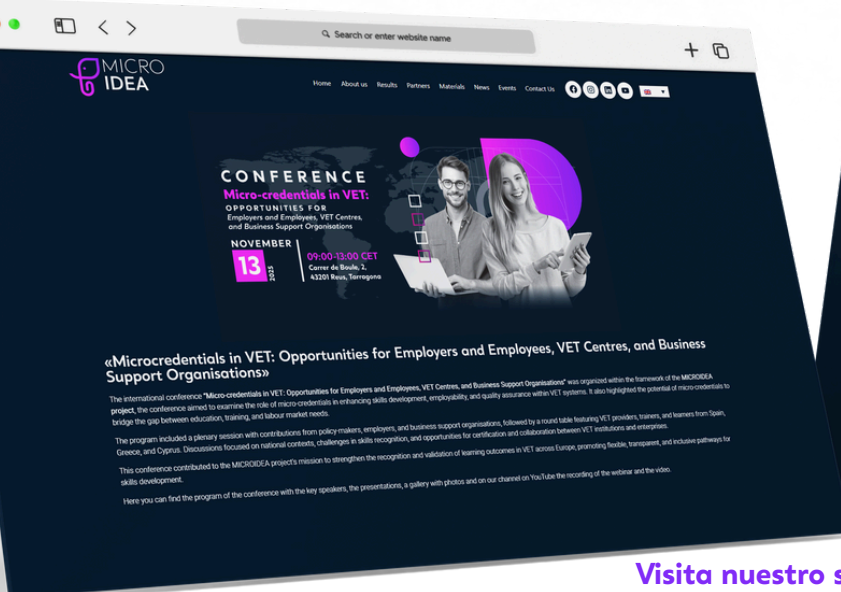 Search or enter website name
MICRO
IDEA
Home About us Results Partners Materials News Events Contact Us
CONFERENCE
Micro-credentials in VET:
OPPORTUNITIES FOR
Employers and Employees, VET Centres,
and Business Support Organisations
NOVEMBER
13
2025
09:00-13:00 CET
Carrer de Boule, 2,
43201 Reus, Tarragona
«Microcredentials in VET: Opportunities for Employers and Employees, VET Centres, and Business
Support Organisations»
The international conference "Micro-credentials in VET: Opportunities for Employers and Employees, VET Centres, and Business Support Organisations" was organized within the framework of the MICROIDEA
project, the conference aimed to examine the role of micro-credentials in enhancing skills development, employability, and quality assurance within VET systems. It also highlighted the potential of micro-credentials to
bridge the gap between education, training, and labour market needs.
The program included a plenary session with contributions from policy-makers, employers, and business support organisations, followed by a round table featuring VET providers, trainers, and learners from Spain,
Greece, and Cyprus. Discussions focused on national contexts, challenges in skills recognition, and opportunities for certification and collaboration between VET institutions and enterprises.
This conference contributed to the MICROIDEA project's mission to strengthen the recognition and validation of learning outcomes in VET across Europe, promoting flexible, transparent, and inclusive pathways for
skills development.
Here you can find the program of the conference with the key speakers, the presentations, a gallery with photos and on our channel on YouTube the recording of the webinar and the video.
Visita nuestro s